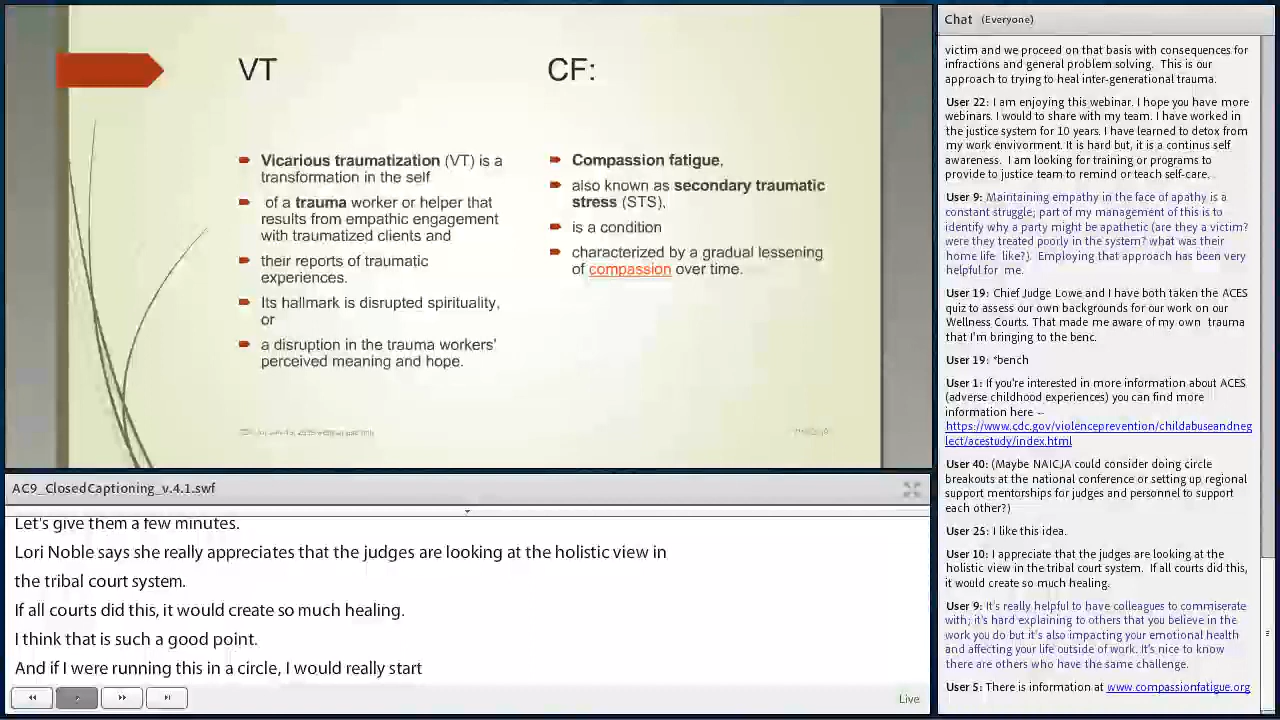 VT
Vicarious traumatization (VT) is a
transformation in the self
of a trauma worker or helper that
results from empathic engagement
with traumatized clients and
their reports of traumatic
experiences.
Its hallmark is disrupted spirituality,
or
a disruption in the trauma workers'
perceived meaning and hope.
CF:
Compassion fatigue,
also known as secondary traumatic
stress (STS),
is a condition
characterized by a gradual lessening
of compassion over time.
AC9_ClosedCaptioning_v.4.1.swf
Let's give them a few minutes.
Lori Noble says she really appreciates that the judges are looking at the holistic view in
the tribal court system.
If all courts did this, it would create so much healing.
I think that is such a good point.
And if I were running this in a circle, I would really start
Live
Chat (Everyone)
victim and we proceed on that basis with consequences for
infractions and general problem solving. This is our
approach to trying to heal inter-generational trauma.
User 22: I am enjoying this webinar. I hope you have more
webinars. I would to share with my team. I have worked in
the justice system for 10 years. I have learned to detox from
my work envivorment. It is hard but, it is a continus self
awareness. I am looking for training or programs to
provide to justice team to remind or teach self-care.
User 9: Maintaining empathy in the face of apathy is a
constant struggle; part of my management of this is to
identify why a party might be apathetic (are they a victim?
were they treated poorly in the system? what was their
home life like?). Employing that approach has been very
helpful for me.
User 19: Chief Judge Lowe and I have both taken the ACES
quiz to assess our own backgrounds for our work on our
Wellness Courts. That made me aware of my own trauma
that I'm bringing to the benc.
User 19: *bench
User 1: If you're interested in more information about ACES
(adverse childhood experiences) you can find more
information here --
https://www.cdc.gov/violenceprevention/childabuseandneg
lect/acestudy/index.html
User 40: (Maybe NAICJA could consider doing circle
breakouts at the national conference or setting up regional
support mentorships for judges and personnel to support
each other?)
User 25: I like this idea.
User 10: I appreciate that the judges are looking at the
holistic view in the tribal court system. If all courts did this,
it would create so much healing.
User 9: It's really helpful to have colleagues to commiserate
with; it's hard explaining to others that you believe in the
work you do but it's also impacting your emotional health
and affecting your life outside of work. It's nice to know
there are others who have the same challenge.
User 5: There is information at www.compassionfatigue.org